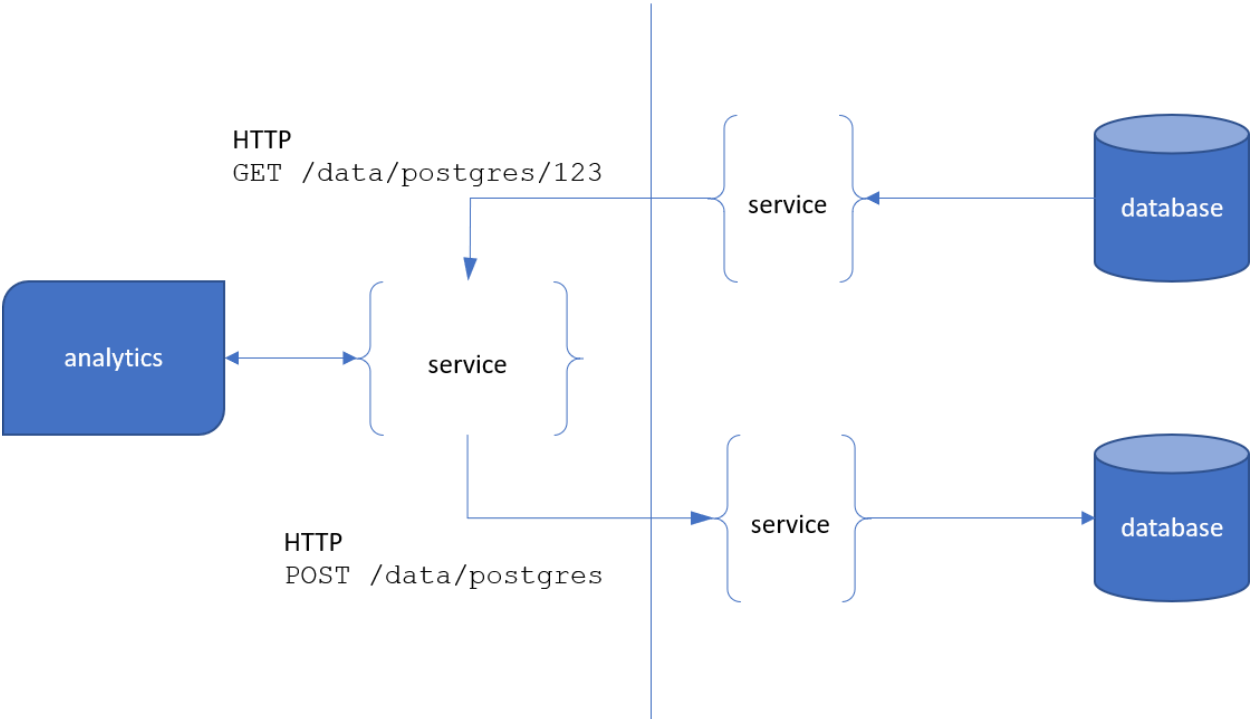 HTTP
GET /data/postgres/123
service
database
analytics
service
service
database
HTTP
POST /data/postgres